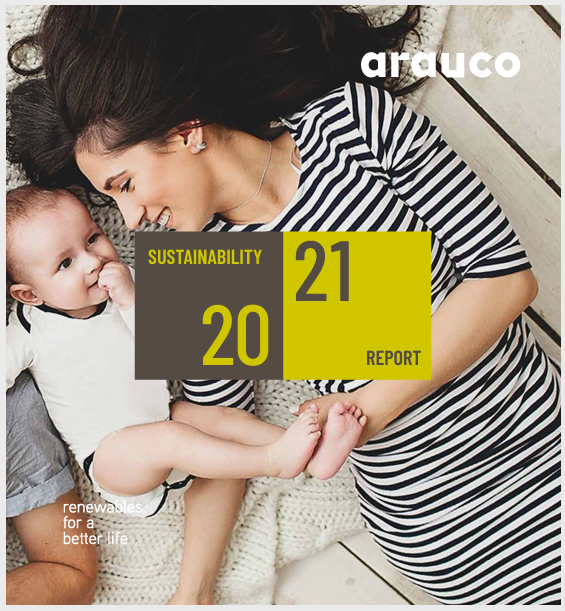 arauco
SUSTAINABILITY
20
21
REPORT
renewables
for a
better life